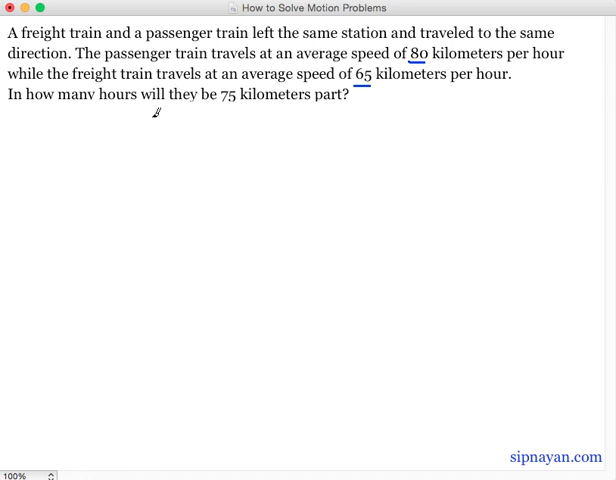 How to Solve Motion Problems
A freight train and a passenger train left the same station and traveled to the same
direction. The passenger train travels at an average speed of 80 kilometers per hour
while the freight train travels at an average speed of 65 kilometers per hour.
In how many hours will they be 75 kilometers part?
sipnayan.com
100%